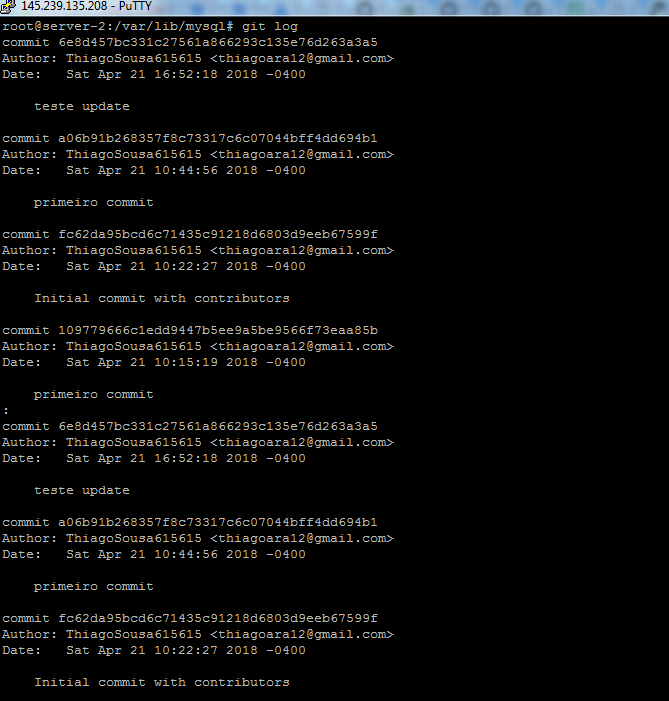 145.239.135.208 - PuTTY
root@server-2:/var/lib/mysql# git log
commit 6e8d457bc331c27561a866293c135e76d263a3a5
Author: ThiagoSousa615615 <thiagoara12@gmail.com>
Date:   Sat Apr 21 16:52:18 2018 -0400
teste update
commit a06b91b268357f8c73317c6c07044bff4dd694b1
Author: ThiagoSousa615615 <thiagoara12@gmail.com>
Date:   Sat Apr 21 10:44:56 2018 -0400
primeiro commit
commit fc62da95bcd6c71435c91218d6803d9eeb67599f
Author: ThiagoSousa615615 <thiagoara12@gmail.com>
Date:   Sat Apr 21 10:22:27 2018 -0400
Initial commit with contributors
commit 109779666c1edd9447b5ee9a5be9566f73eaa85b
Author: ThiagoSousa615615 <thiagoara12@gmail.com>
Date:   Sat Apr 21 10:15:19 2018 -0400
primeiro commit
:
commit 6e8d457bc331c27561a866293c135e76d263a3a5
Author: ThiagoSousa615615 <thiagoara12@gmail.com>
Date:   Sat Apr 21 16:52:18 2018 -0400
teste update
commit a06b91b268357f8c73317c6c07044bff4dd694b1
Author: ThiagoSousa615615 <thiagoara12@gmail.com>
Date:   Sat Apr 21 10:44:56 2018 -0400
primeiro commit
commit fc62da95bcd6c71435c91218d6803d9eeb67599f
Author: ThiagoSousa615615 <thiagoara12@gmail.com>
Date:   Sat Apr 21 10:22:27 2018 -0400
Initial commit with contributors